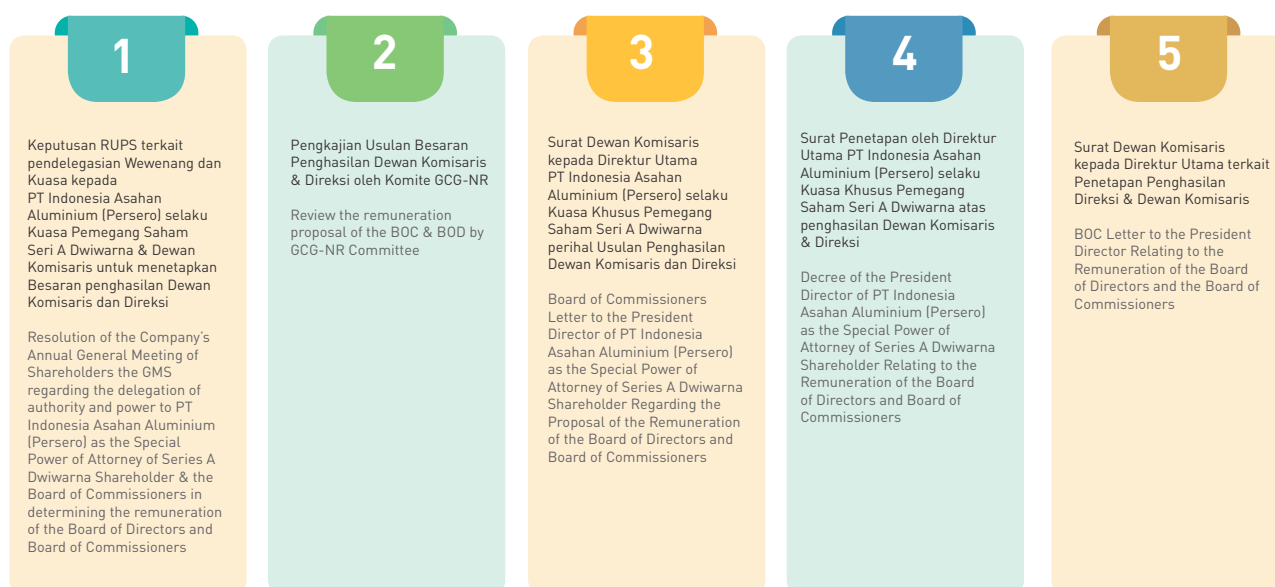 1
Keputusan RUPS terkait
pendelegasian Wewenang dan
Kuasa kepada
PT Indonesia Asahan
Aluminium (Persero) selaku
Kuasa Pemegang Saham
Seri A Dwiwarna & Dewan
Komisaris untuk menetapkan
Besaran penghasilan Dewan
Komisaris dan Direksi
Resolution of the Company's
Annual General Meeting of
Shareholders the GMS
regarding the delegation of
authority and power to PT
Indonesia Asahan Aluminium
(Persero) as the Special
Power of Attorney of Series A
Dwiwarna Shareholder & the
Board of Commissioners in
determining the remuneration
of the Board of Directors and
Board of Commissioners
2
Pengkajian Usulan Besaran
Penghasilan Dewan Komisaris
& Direksi oleh Komite GCG-NR
Review the remuneration
proposal of the BOC & BOD by
GCG-NR Committee
3
Surat Dewan Komisaris
kepada Direktur Utama
PT Indonesia Asahan
Aluminium (Persero) selaku
Kuasa Khusus Pemegang
Saham Seri A Dwiwarna
perihal Usulan Penghasilan
Dewan Komisaris dan Direksi
Board of Commissioners
Letter to the President
Director of PT Indonesia
Asahan Aluminium (Persero)
as the Special Power of
Attorney of Series A Dwiwarna
Shareholder Regarding the
Proposal of the Remuneration
of the Board of Directors and
Board of Commissioners
4
Surat Penetapan oleh Direktur
Utama PT Indonesia Asahan
Aluminium (Persero) selaku
Kuasa Khusus Pemegang
Saham Seri A Dwiwarna atas
penghasilan Dewan Komisaris
& Direksi
Decree of the President
Director of PT Indonesia
Asahan Aluminium (Persero)
as the Special Power of
Attorney of Series A Dwiwarna
Shareholder Relating to the
Remuneration of the Board
of Directors and Board of
Commissioners
5
Surat Dewan Komisaris
kepada Direktur Utama terkait
Penetapan Penghasilan
Direksi & Dewan Komisaris
BOC Letter to the President
Director Relating to the
Remuneration of the Board
of Directors and the Board of
Commissioners